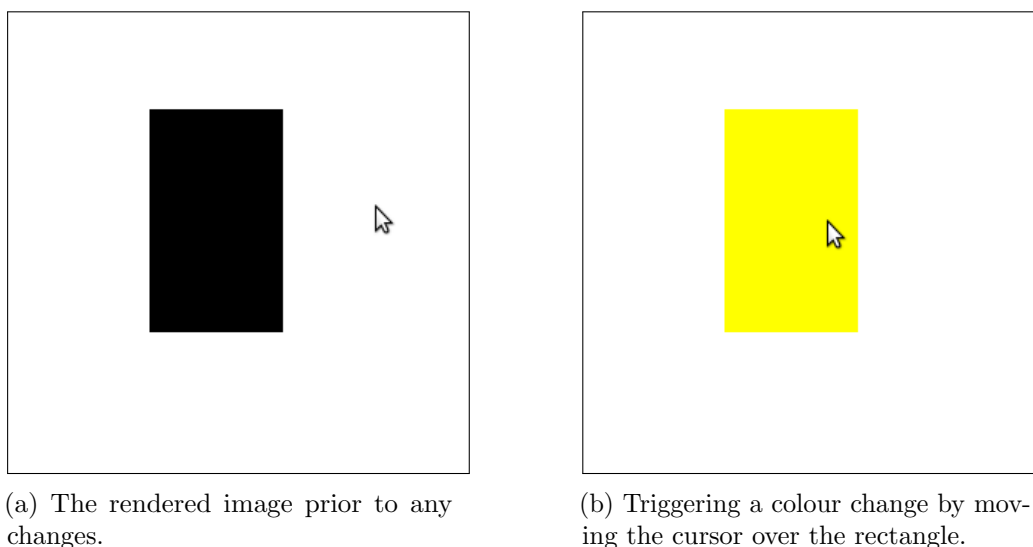 (a) The rendered image prior to any
changes.
(b) Triggering a colour change by mov-
ing the cursor over the rectangle.